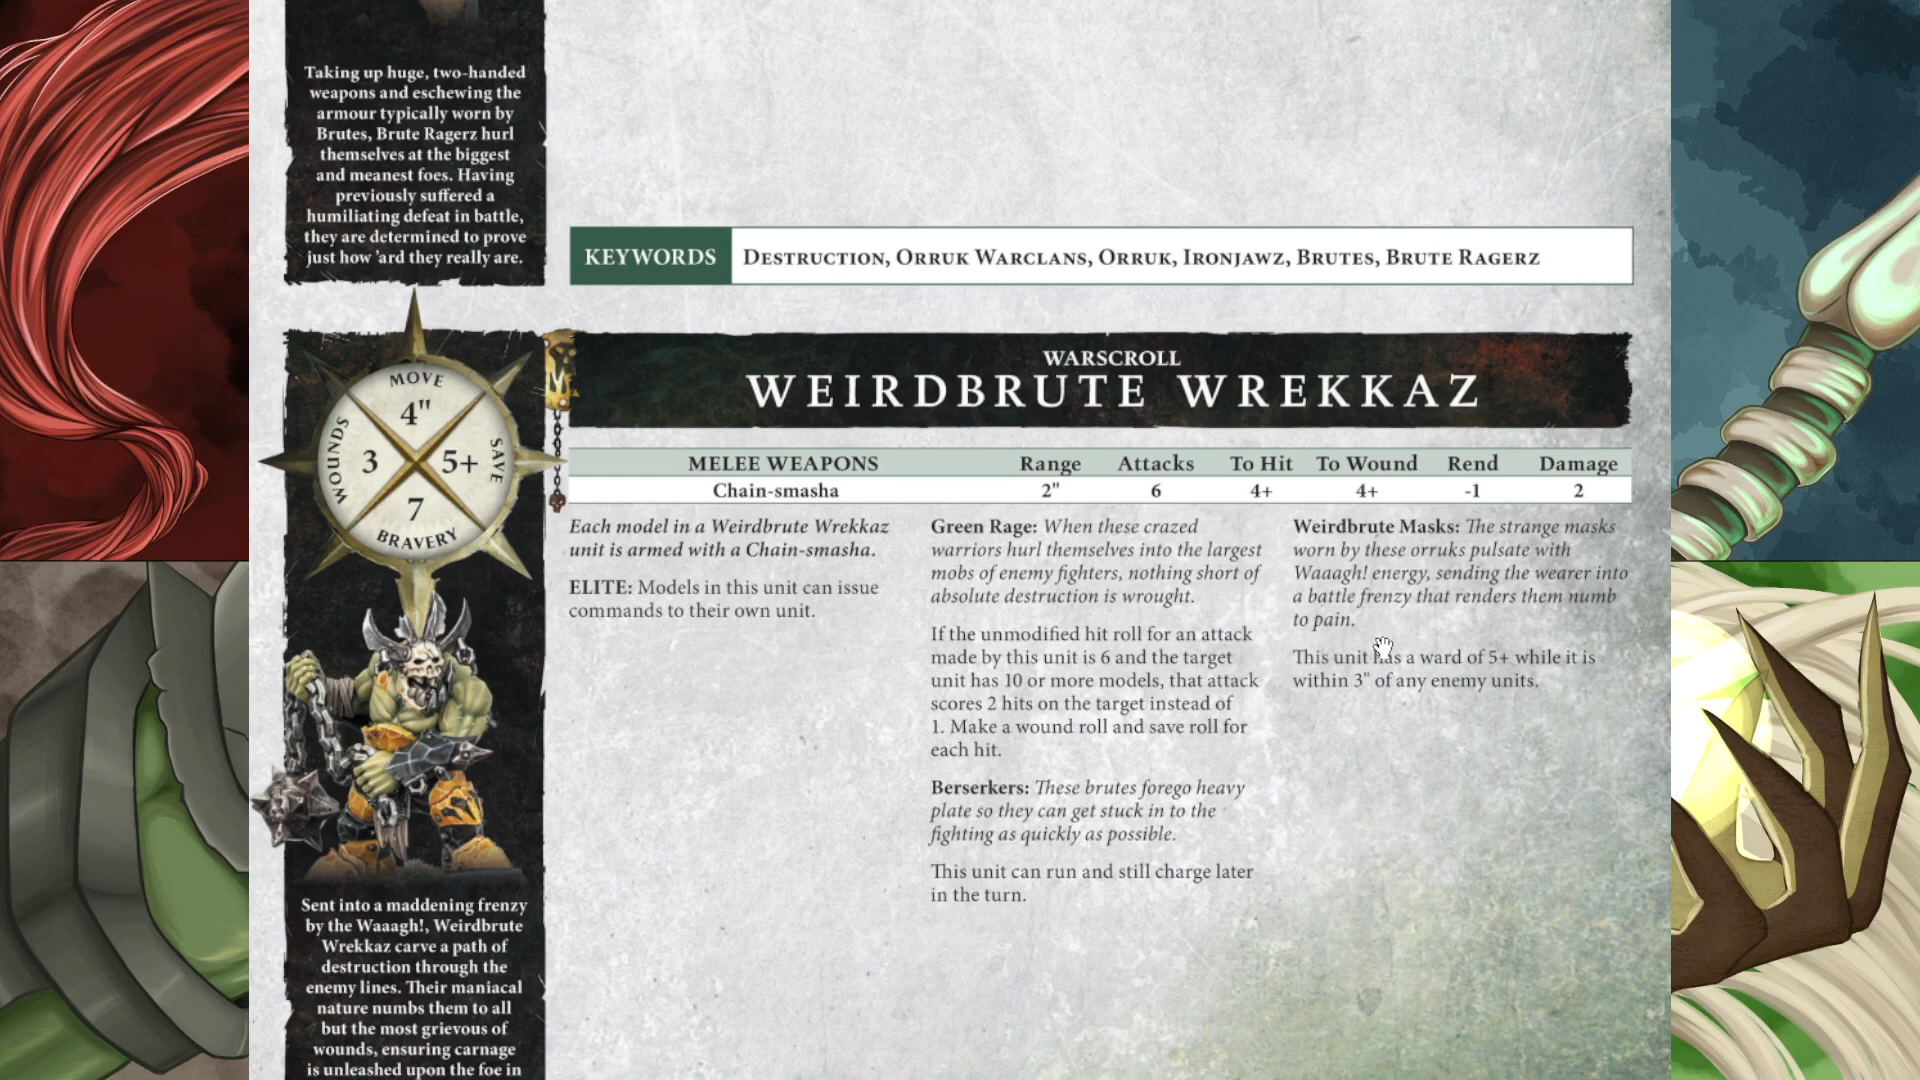 Taking up huge, two-handed
weapons and eschewing the
armour typically worn by
Brutes, Brute Ragerz hurl
themselves at the biggest
and meanest foes. Having
previously suffered a
humiliating defeat in battle,
they are determined to prove
just how 'ard they really are.
KEYWORDS DESTRUCTION, ORRUK WARCLANS, ORRUK, IRONJAWZ, BRUTES, BRUTE RAGERZ
WARSCROLL
WEIRDBRUTE WREKKAZ
MOVE
4"
WOUNDS 3 5+ SAVE
7
BRAVERY
MELEE WEAPONS Range Attacks To Hit To Wound Rend Damage
Chain-smasha 2" 6 4+ 4+ -1 2
Each model in a Weirdbrute Wrekkaz
unit is armed with a Chain-smasha.
ELITE: Models in this unit can issue
commands to their own unit.
Green Rage: When these crazed
warriors hurl themselves into the largest
mobs of enemy fighters, nothing short of
absolute destruction is wrought.
If the unmodified hit roll for an attack
made by this unit is 6 and the target
unit has 10 or more models, that attack
scores 2 hits on the target instead of
1. Make a wound roll and save roll for
each hit.
Berserkers: These brutes forego heavy
plate so they can get stuck in to the
fighting as quickly as possible.
This unit can run and still charge later
in the turn.
Weirdbrute Masks: The strange masks
worn by these orruks pulsate with
Waaagh! energy, sending the wearer into
a battle frenzy that renders them numb
to pain.
This unit has a ward of 5+ while it is
within 3" of any enemy units.
Sent into a maddening frenzy
by the Waaagh!, Weirdbrute
Wrekkaz carve a path of
destruction through the
enemy lines. Their maniacal
nature numbs them to all
but the most grievous of
wounds, ensuring carnage
is unleashed upon the foe in